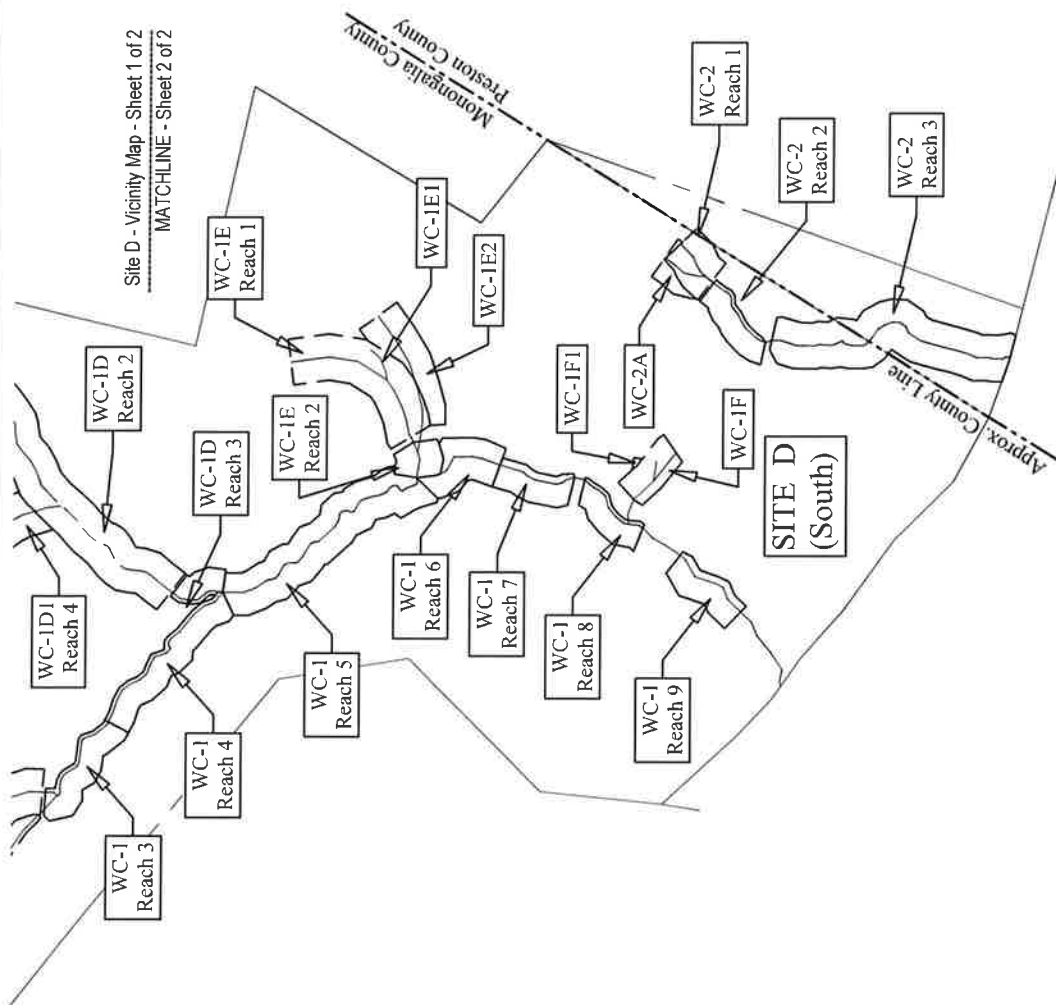 Site D - Vicinity Map - Sheet 1 of 2
MATCHLINE - Sheet 2 of 2
Monongalia County
Preston County
WC-1E
Reach 1
WC-1E1
WC-1E2
WC-2
Reach 1
WC-2
Reach 2
WC-2
Reach 3
WC-1D
Reach 2
WC-1D
Reach 3
WC-1E
Reach 2
WC-2A
WC-1F1
WC-1F
Approx. County Line
SITE D
(South)
WC-1D1
Reach 4
WC-1
Reach 3
WC-1
Reach 4
WC-1
Reach 5
WC-1
Reach 6
WC-1
Reach 7
WC-1
Reach 8
WC-1
Reach 9